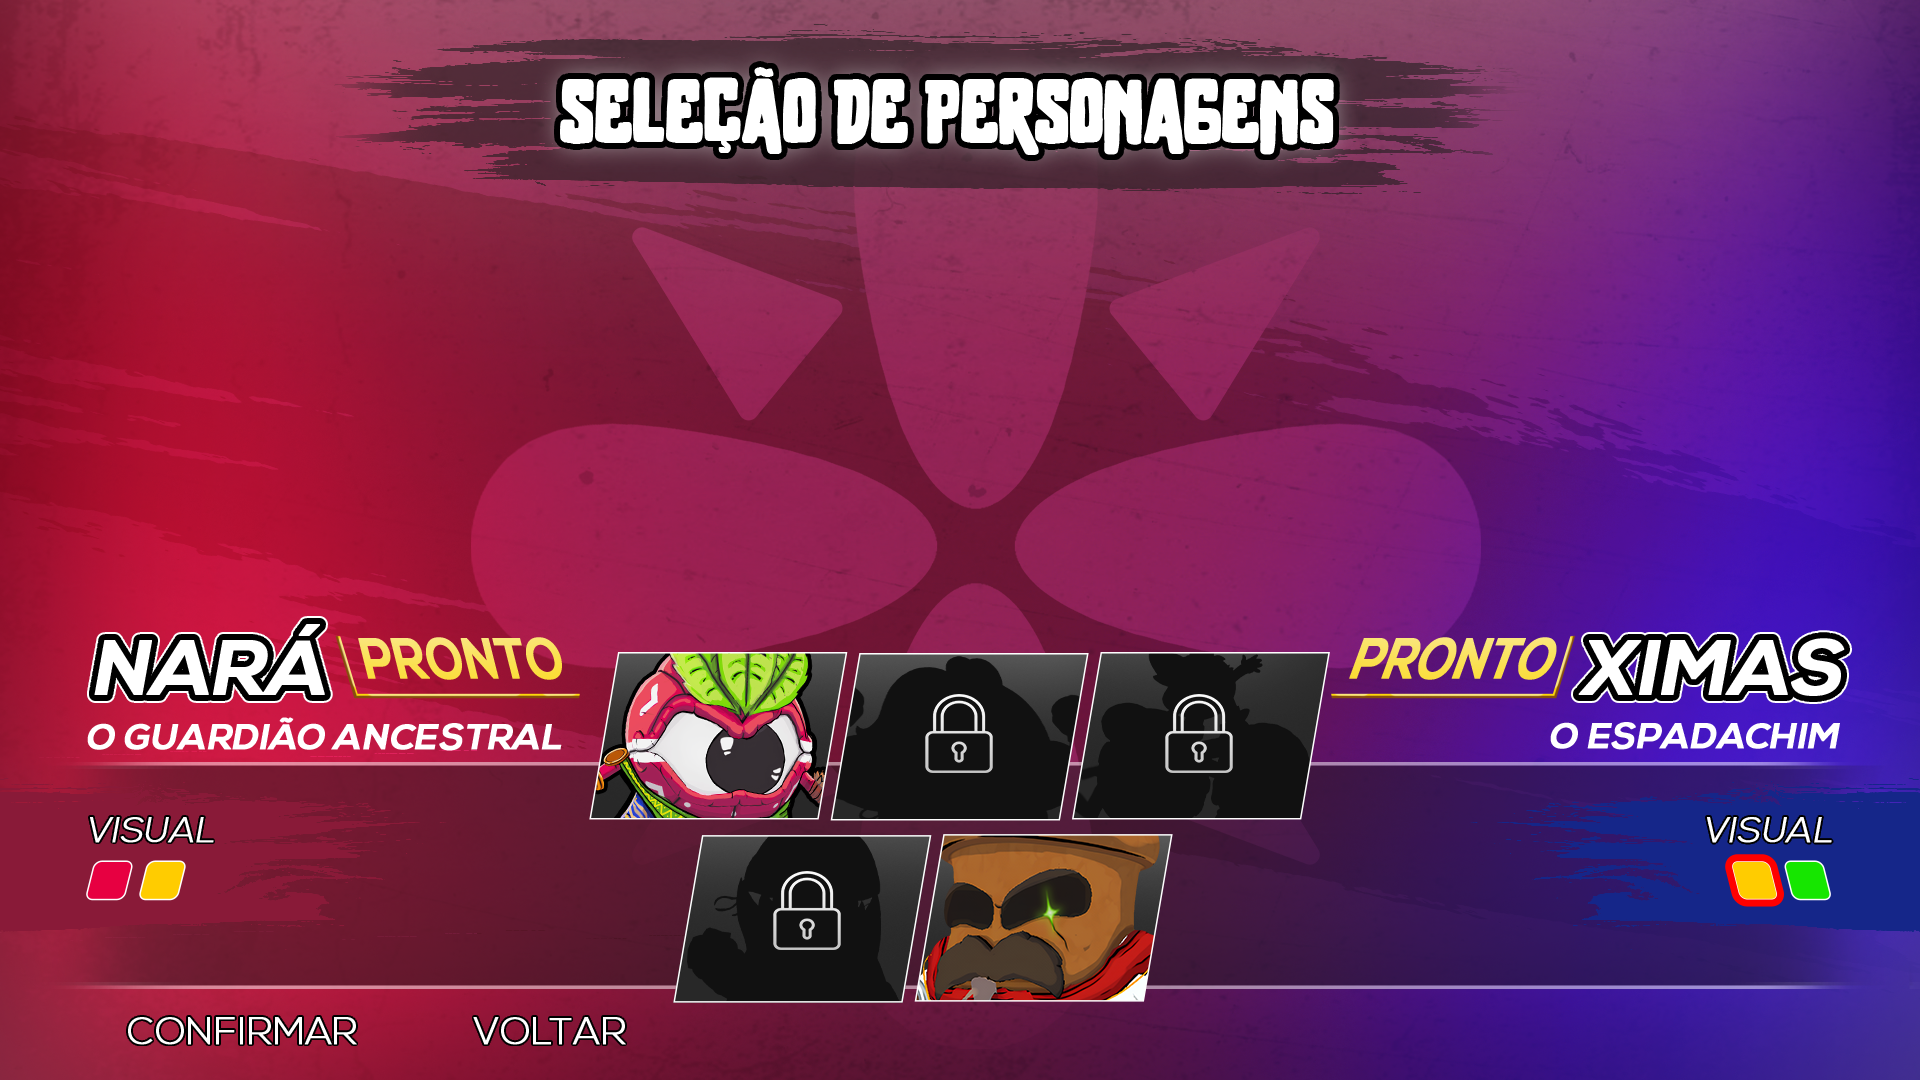 SELEÇÃO DE PERSONAGENS
NARÁ
PRONTO
O GUARDIÃO ANCESTRAL
PRONTO
XIMAS
O ESPADACHIM
VISUAL
VISUAL
CONFIRMAR
VOLTAR